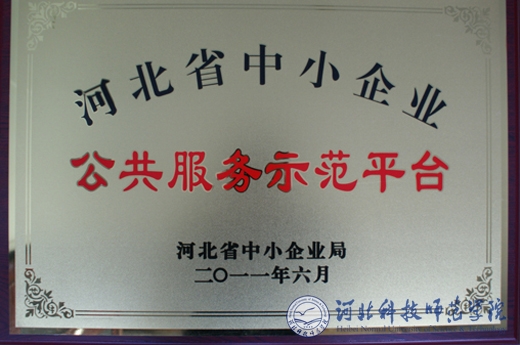 河北省中小企业
公共服务示范平台
河北省中小企业局
二〇一一年六月
河北科技师范学院